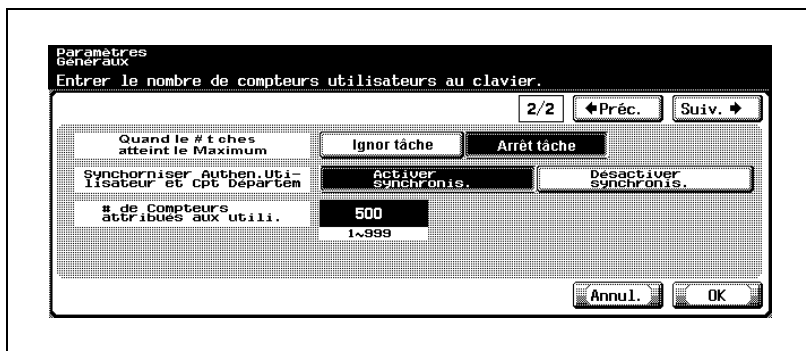 Paramètres
Généraux
Entrer le nombre de compteurs utilisateurs au clavier.
2/2 Préc. Suiv.
Quand le # t ches
atteint le Maximum
Ignor tâche Arrêt tâche
Synchorniser Authen.Uti-
lisateur et Cpt Départem
Activer
synchronis.
Désactiver
synchronis.
# de Compteurs
attribués aux utili.
500
1~999
Annul. OK